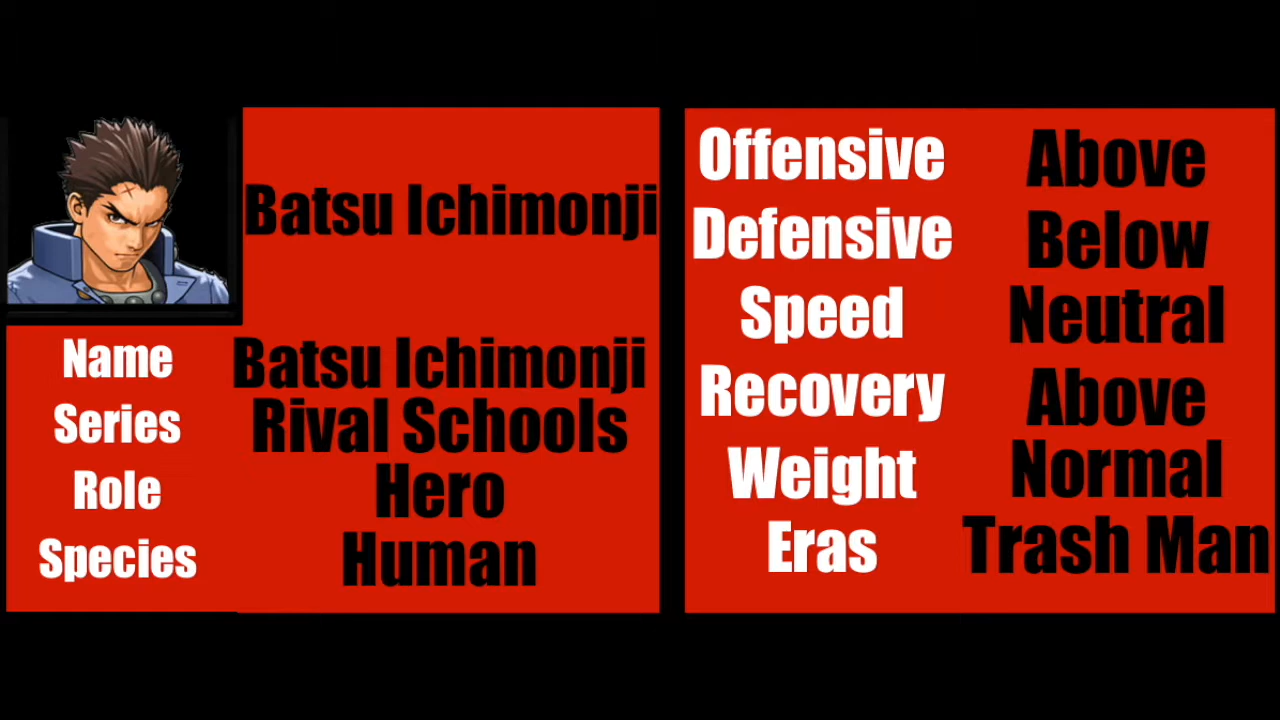 Batsu Ichimonji
Name Batsu Ichimonji
Series Rival Schools
Role Hero
Species Human
Offensive Above
Defensive Below
Speed Neutral
Recovery Above
Weight Normal
Eras Trash Man